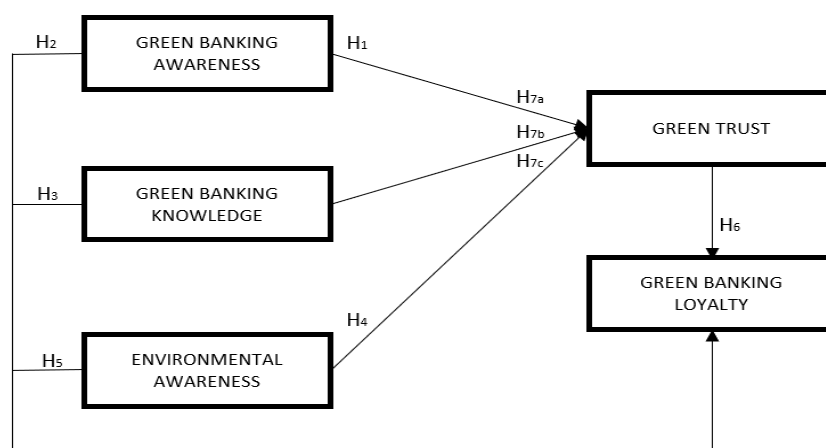 H2
GREEN BANKING
AWARENESS
H1
H7a
GREEN TRUST
H7b
H7c
H3
GREEN BANKING
KNOWLEDGE
H6
GREEN BANKING
LOYALTY
H4
H5
ENVIRONMENTAL
AWARENESS